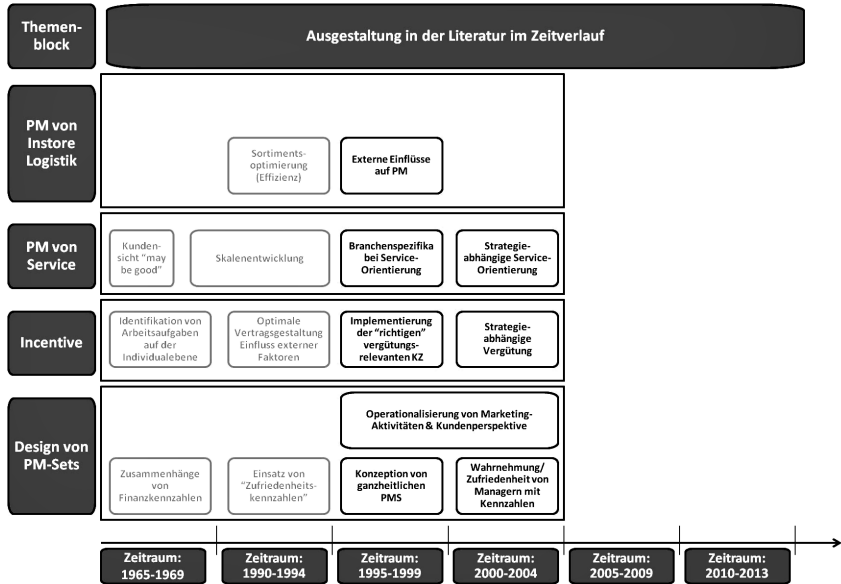 Themen-
block
Ausgestaltung in der Literatur im Zeitverlauf
PM von
Instore
Logistik
Sortiments-
optimierung
(Effizienz)
Externe Einflüsse
auf PM
PM von
Service
Kunden-
sicht "may
be good"
Skalenentwicklung
Branchenspezifika
bei Service-
Orientierung
Strategie-
abhängige Service-
Orientierung
Incentive
Identifikation von
Arbeitsaufgaben
auf der
Individualebene
Optimale
Vertragsgestaltung
Einfluss externer
Faktoren
Implementierung
der "richtigen"
vergütungs-
relevanten KZ
Strategie-
abhängige
Vergütung
Design von
PM-Sets
Operationalisierung von Marketing-
Aktivitäten & Kundenperspektive
Zusammenhänge
von
Finanzkennzahlen
Einsatz von
"Zufriedenheits-
kennzahlen"
Konzeption von
ganzheitlichen
PMS
Wahrnehmung/
Zufriedenheit von
Managern mit
Kennzahlen
Zeitraum:
1965-1969
Zeitraum:
1990-1994
Zeitraum:
1995-1999
Zeitraum:
2000-2004
Zeitraum:
2005-2009
Zeitraum:
2010-2013